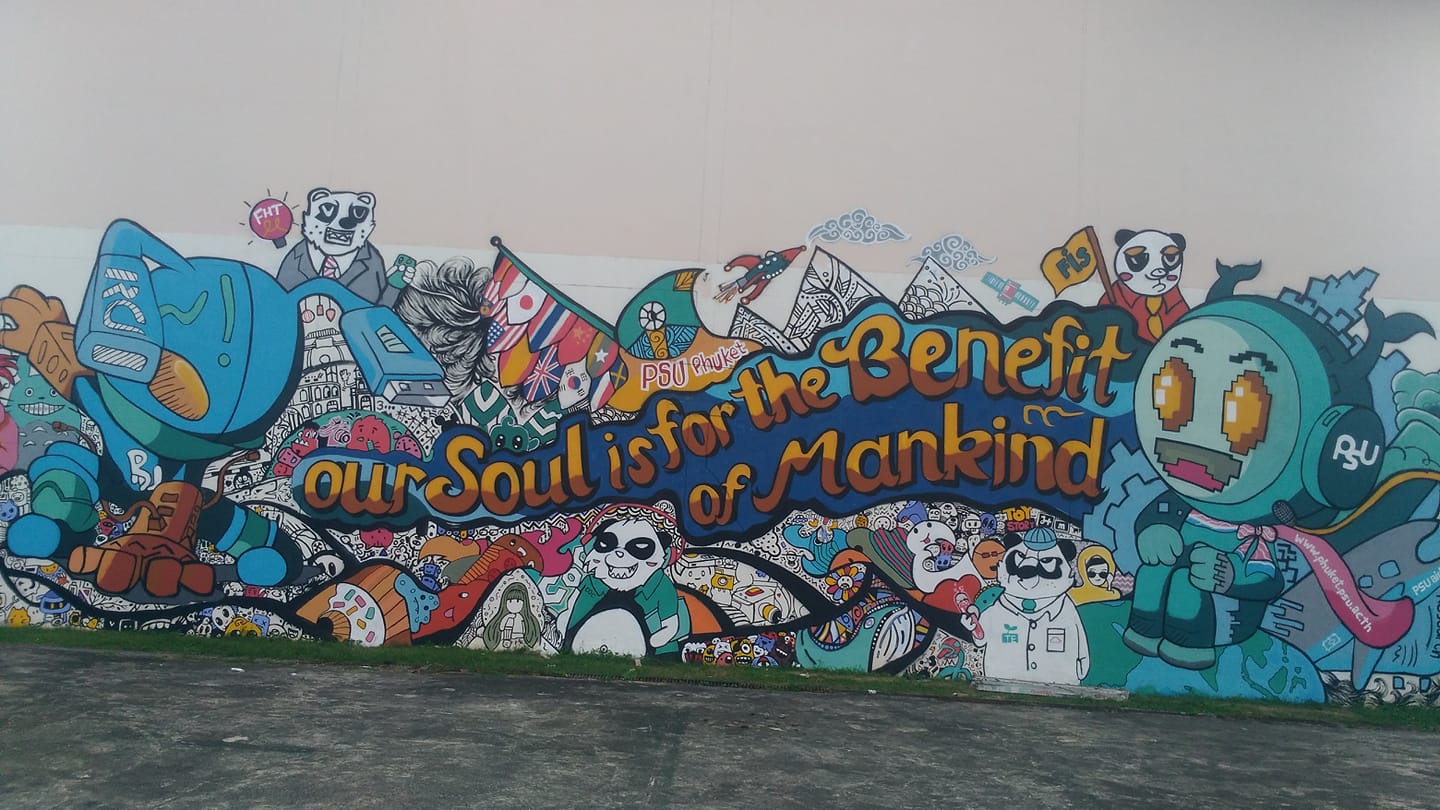 FHT
FIS
PSU Phuket
our Soul is for the Benefit
of Mankind
PSU
TOY
STORY
www.phuket.psu.ac.th